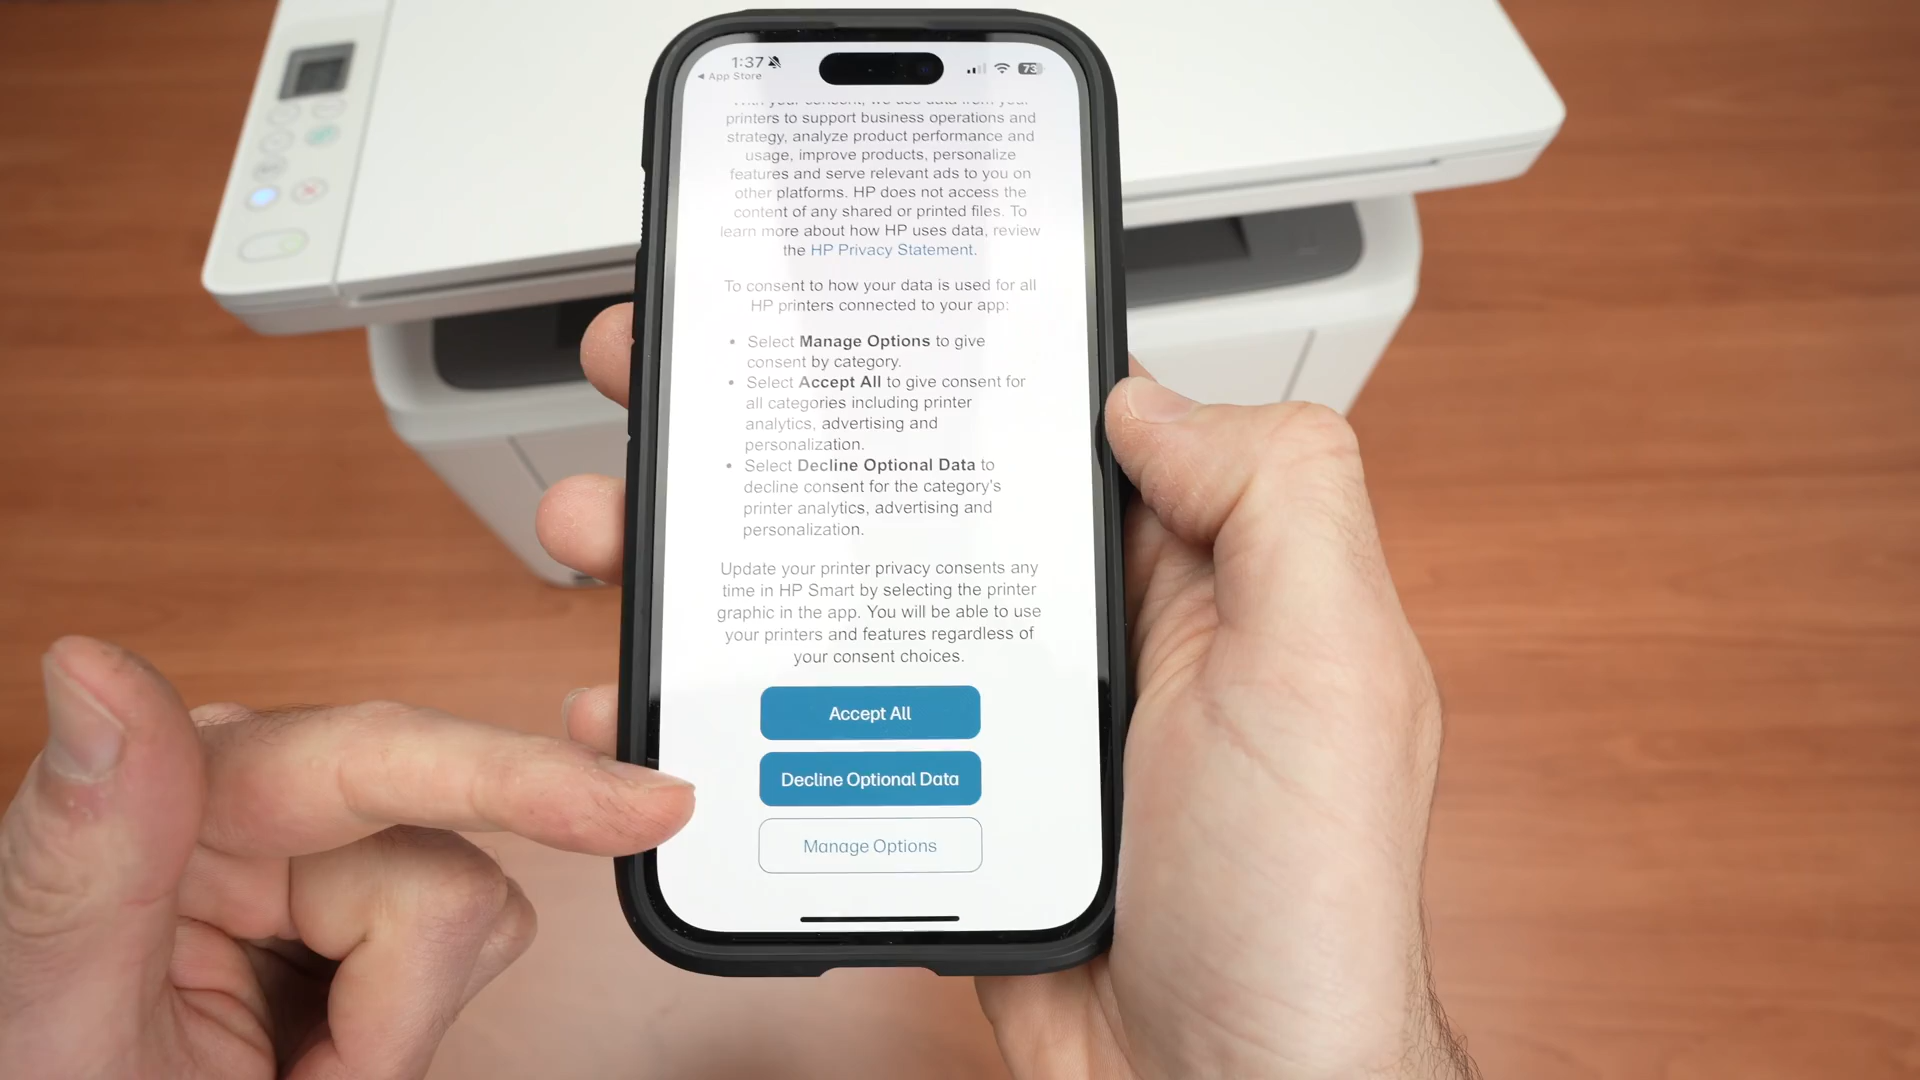 1:37
◀ App Store
73
With your consent, we use data from your
printers to support business operations and
strategy, analyze product performance and
usage, improve products, personalize
features and serve relevant ads to you on
other platforms. HP does not access the
content of any shared or printed files. To
learn more about how HP uses data, review
the HP Privacy Statement.
To consent to how your data is used for all
HP printers connected to your app:
• Select Manage Options to give
consent by category.
• Select Accept All to give consent for
all categories including printer
analytics, advertising and
personalization.
• Select Decline Optional Data to
decline consent for the category's
printer analytics, advertising and
personalization.
Update your printer privacy consents any
time in HP Smart by selecting the printer
graphic in the app. You will be able to use
your printers and features regardless of
your consent choices.
Accept All
Decline Optional Data
Manage Options